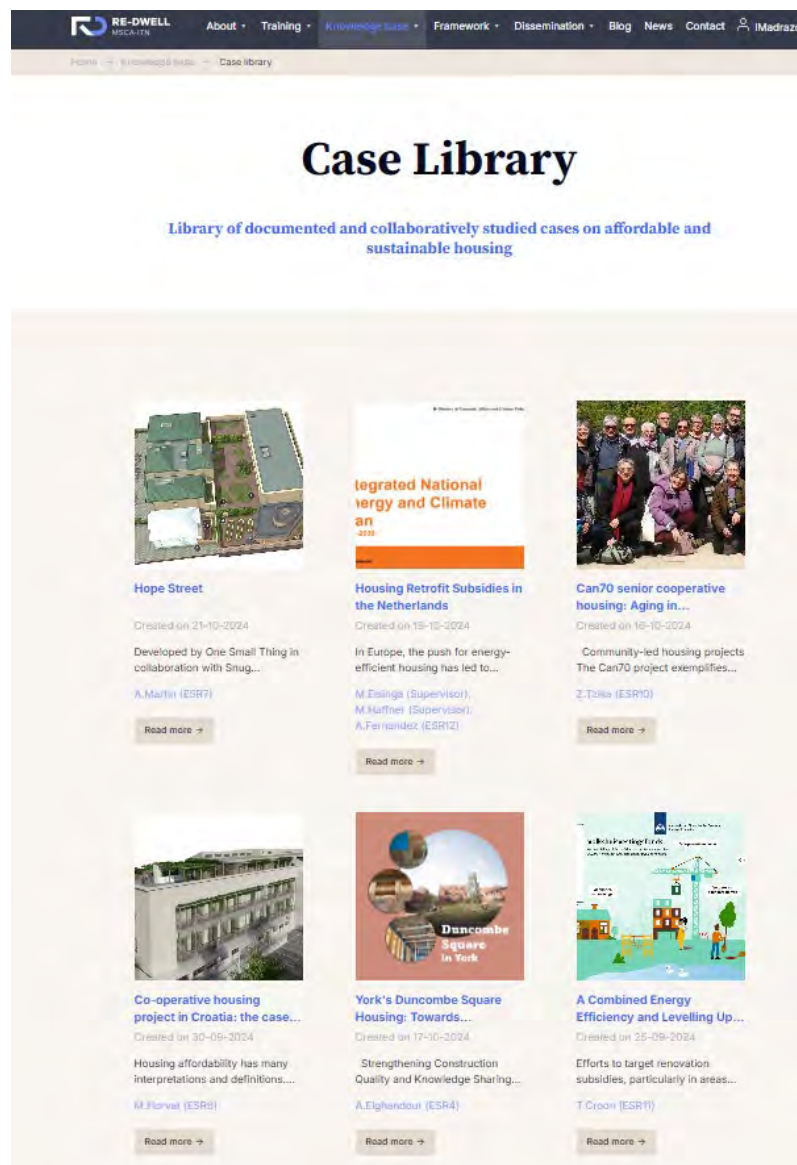 RE-DWELL
MSCA-ITN
About
Training
Knowledge base
Framework
Dissemination
Blog
News
Contact
Home → Knowledge base → Case library
Case Library
Library of documented and collaboratively studied cases on affordable and
sustainable housing
tegrated National
ergy and Climate
an
Hope Street
Created on 21-10-2024
Developed by One Small Thing in
collaboration with Snug...
A.Martin (ESR7)
Read more →
Housing Retrofit Subsidies in
the Netherlands
Created on 15-10-2024
In Europe, the push for energy-
efficient housing has led to...
M.Elsinga (Supervisor),
M.Haffner (Supervisor),
A.Fernandez (ESR12)
Read more →
Can70 senior cooperative
housing: Aging in...
Created on 16-10-2024
Community-led housing projects
The Can70 project exemplifies...
(ESR10)
Read more →
Duncombe
Square
in York
Co-operative housing
project in Croatia: the case...
Created on 30-09-2024
Housing affordability has many
interpretations and definitions....
M.Horvat (ESR6)
Read more →
York's Duncombe Square
Housing: Towards...
Created on 17-10-2024
Strengthening Construction
Quality and Knowledge Sharing...
A.Elghandour (ESR4)
Read more →
A Combined Energy
Efficiency and Levelling Up...
Created on 25-09-2024
Efforts to target renovation
subsidies, particularly in areas...
T.Croon (ESR11)
Read more →